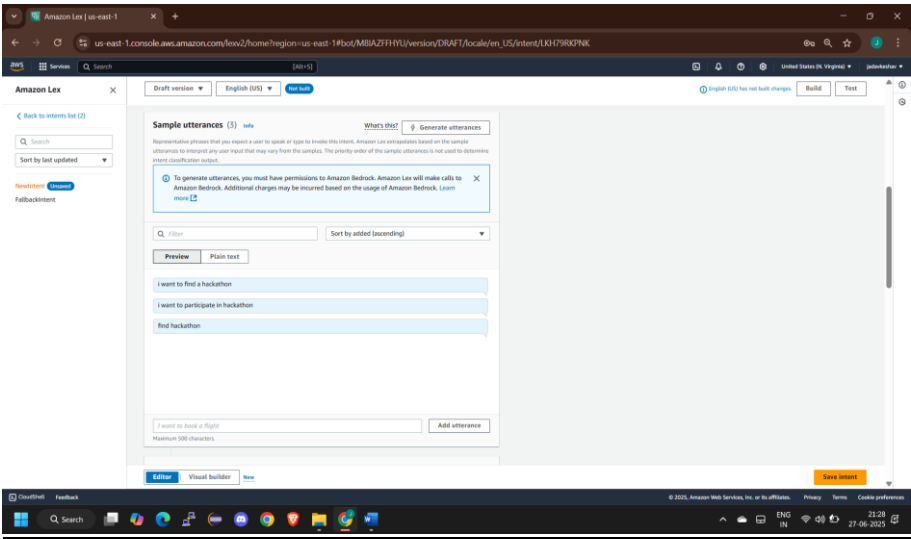 Amazon Lex | us-east-1
us-east-1.console.aws.amazon.com/lexv2/home?region=us-east-1#bot/M8IAZFFHYU/version/DRAFT/locale/en_US/intent/LKH79RKPNK
aws Services Search [Alt+S] United States (N. Virginia) jadavkeshav
Amazon Lex Draft version English (US) Not built English (US) has not built changes. Build Test
Back to intents list (2)
Search
Sort by last updated
NewIntent Unsaved
FallbackIntent
Sample utterances (3) Info What's this? Generate utterances
Representative phrases that you expect a user to speak or type to invoke this intent. Amazon Lex extrapolates based on the sample
utterances to interpret any user input that may vary from the samples. The priority order of the sample utterances is not used to determine
intent classification output.
To generate utterances, you must have permissions to Amazon Bedrock. Amazon Lex will make calls to
Amazon Bedrock. Additional charges may be incurred based on the usage of Amazon Bedrock. Learn
more
Filter Sort by added (ascending)
Preview Plain text
i want to find a hackathon
i want to participate in hackathon
find hackathon
I want to book a flight Add utterance
Maximum 500 characters.
Editor Visual builder New Save intent
CloudShell Feedback © 2025, Amazon Web Services, Inc. or its affiliates. Privacy Terms Cookie preferences
Search ENG 21:28
IN 27-06-2025